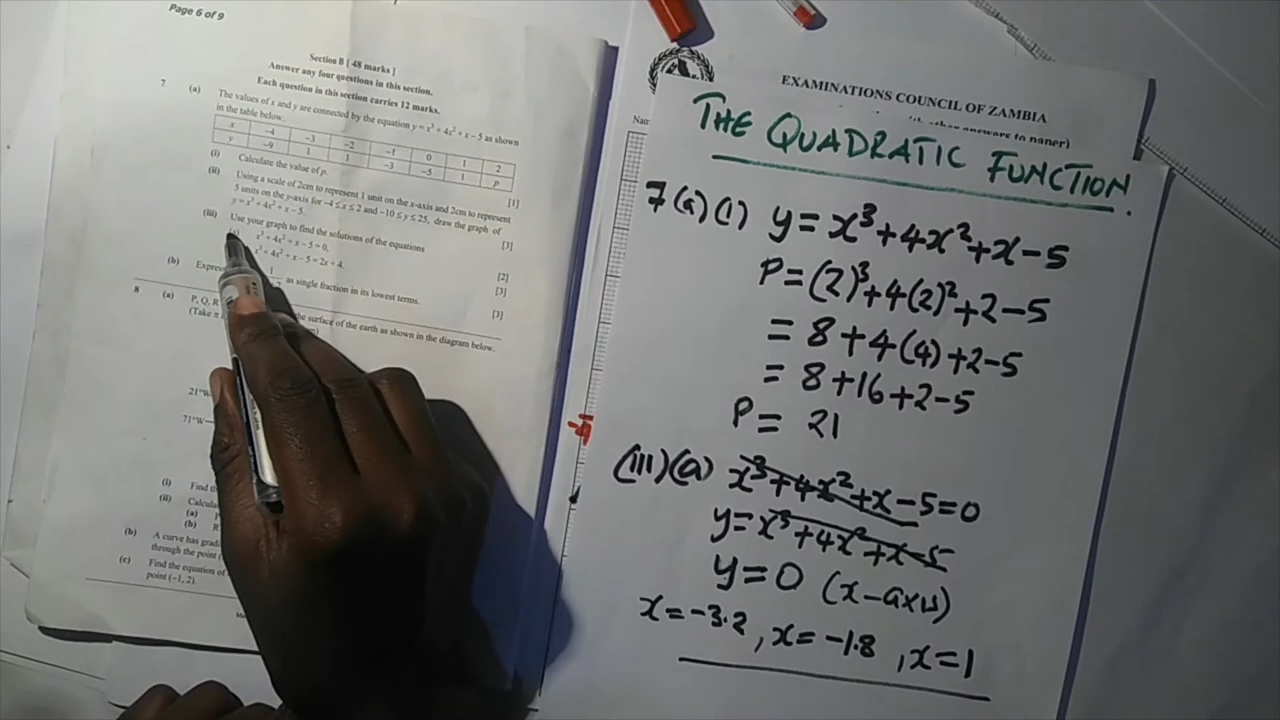 Page 6 of 9
Section B [ 48 marks ]
Answer any four questions in this section.
Each question in this section carries 12 marks.
7 (a) The values of x and y are connected by the equation y = x³ + 4x² + x − 5 as shown
in the table below.
x −4 −3 −2 −1 0 1 2
y −9 1 1 −3 −5 1 p
(i) Calculate the value of p. [1]
(ii) Using a scale of 2cm to represent 1 unit on the x-axis and 2cm to represent
5 units on the y-axis for −4 ≤ x ≤ 2 and −10 ≤ y ≤ 25, draw the graph of
y = x³ + 4x² + x − 5. [3]
(iii) Use your graph to find the solutions of the equations
x³ + 4x² + x − 5 = 0, [2]
x³ + 4x² + x − 5 = 2x + 4. [3]
(b) Express as single fraction in its lowest terms. [3]
8 (a) P, Q, R the surface of the earth as shown in the diagram below.
(Take π
21°W
71°W
(i) Find
(ii)
(a)
(b) R
(b) A curve has
through the point
(c) Find the equation of
point (−1, 2).
EXAMINATIONS COUNCIL OF ZAMBIA
THE QUADRATIC FUNCTION.
7(a)(i) y = x³+4x²+x−5
P = (2)³+4(2)²+2−5
= 8+4(4)+2−5
= 8+16+2−5
P = 21
(iii)(a) x³+4x²+x−5=0
y=x³+4x²+x−5
y=0 (x-axis)
x=−3.2, x=−1.8, x=1